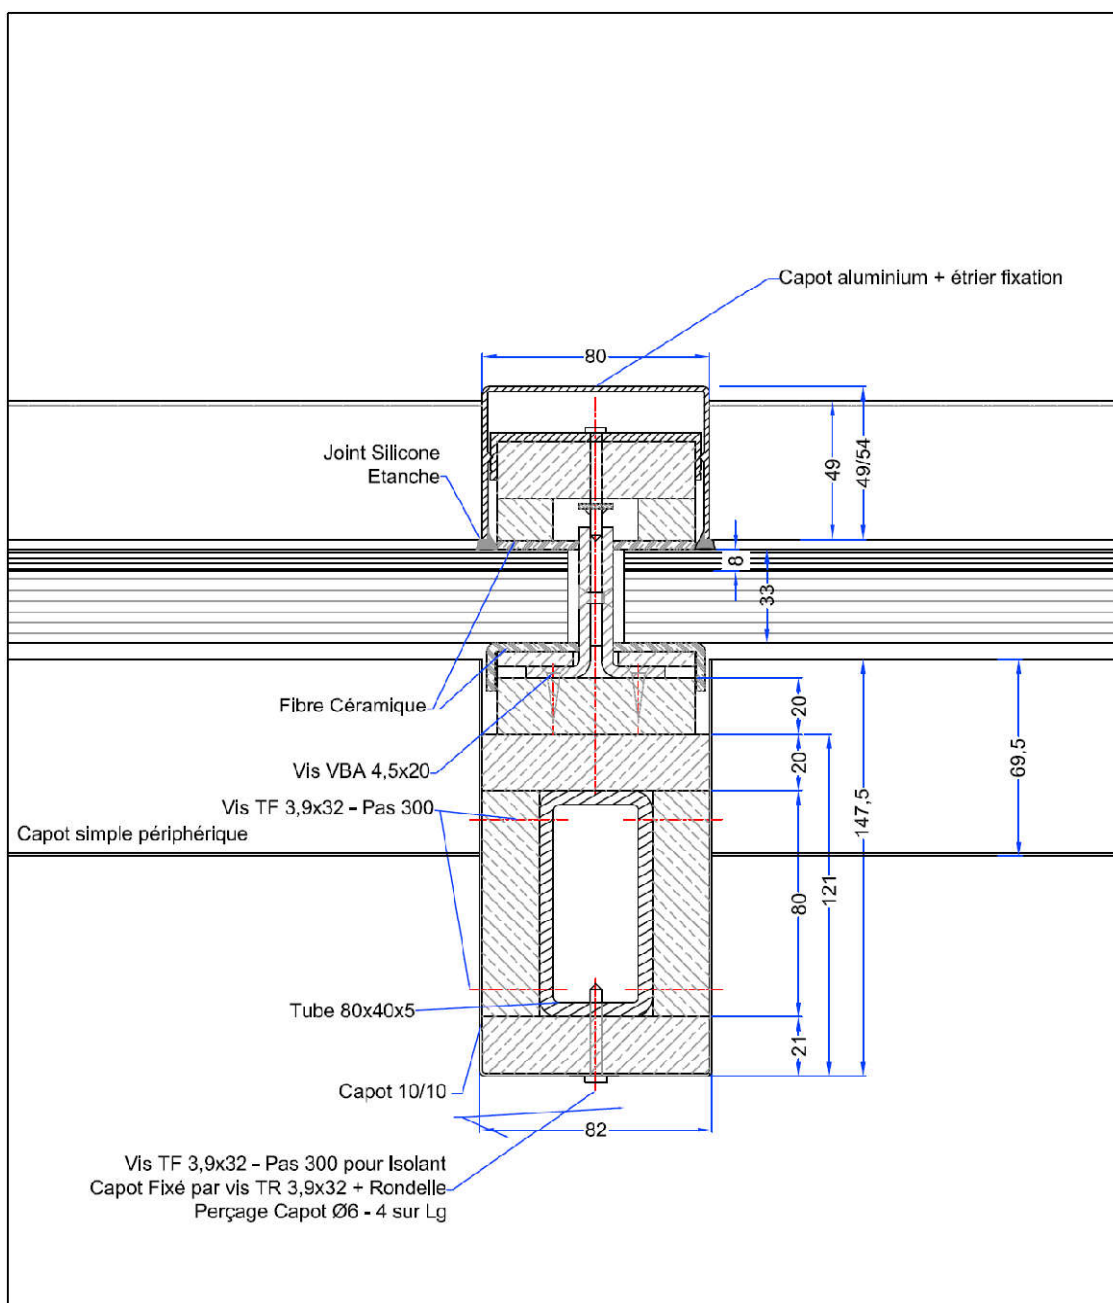 Capot aluminium + étrier fixation
80
Joint Silicone
Etanche
49
49/54
8
33
Fibre Céramique
20
Vis VBA 4,5x20
20
69,5
Vis TF 3,9x32 - Pas 300
147,5
Capot simple périphérique
121
80
Tube 80x40x5
21
Capot 10/10
82
Vis TF 3,9x32 - Pas 300 pour Isolant
Capot Fixé par vis TR 3,9x32 + Rondelle
Perçage Capot Ø6 - 4 sur Lg